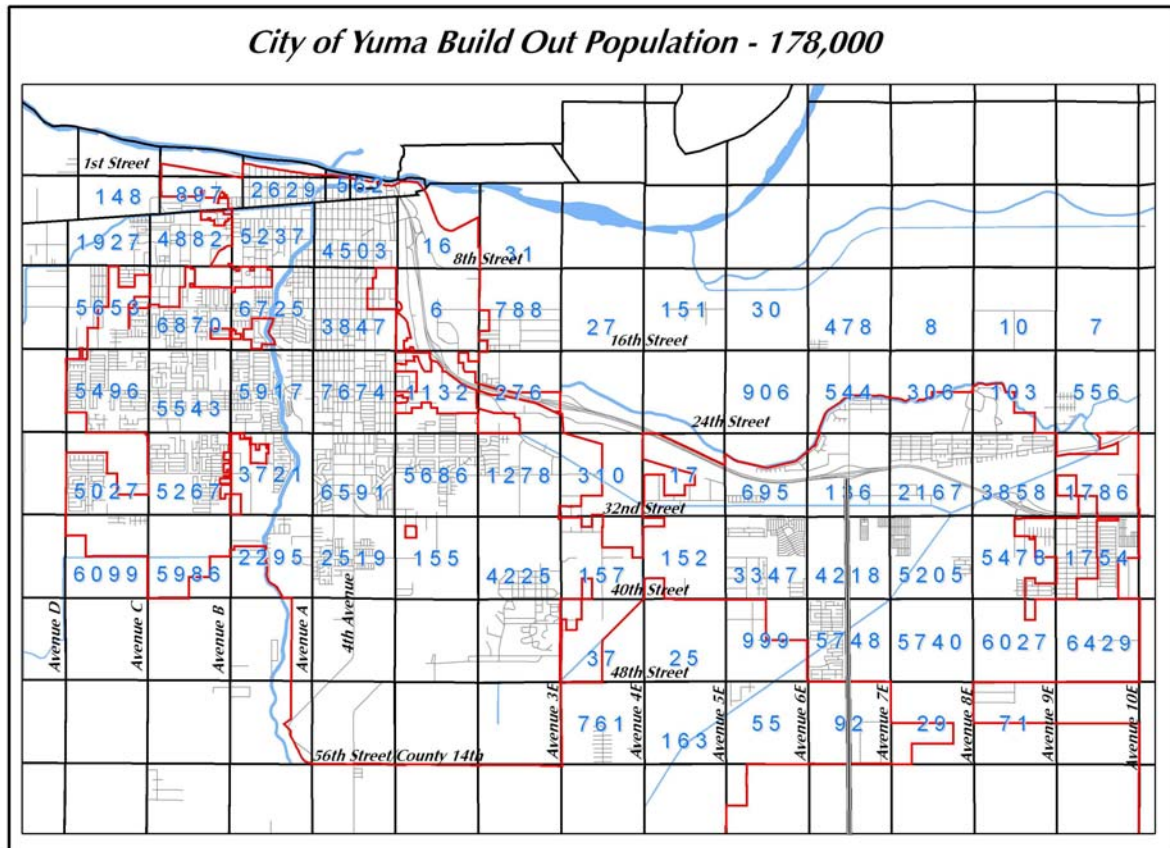 City of Yuma Build Out Population - 178,000
1st Street
148 897 2629 562
1927 4882 5237 4503 16 31
8th Street
5653 6870 6725 3847 6 788 27 151 30 478 8 10 7
16th Street
5496 5543 5917 7674 1132 276 906 544 306 103 556
24th Street
5027 5267 3721 6591 5686 1278 310 17 695 136 2167 3858 1786
32nd Street
6099 5986 2295 2519 155 4225 157 152 3347 4218 5205 5478 1754
40th Street
37 25 999 5748 5740 6027 6429
48th Street
761 163 55 92 29 71
56th Street/County 14th
Avenue D
Avenue C
Avenue B
Avenue A
4th Avenue
Avenue 3E
Avenue 4E
Avenue 5E
Avenue 6E
Avenue 7E
Avenue 8E
Avenue 9E
Avenue 10E